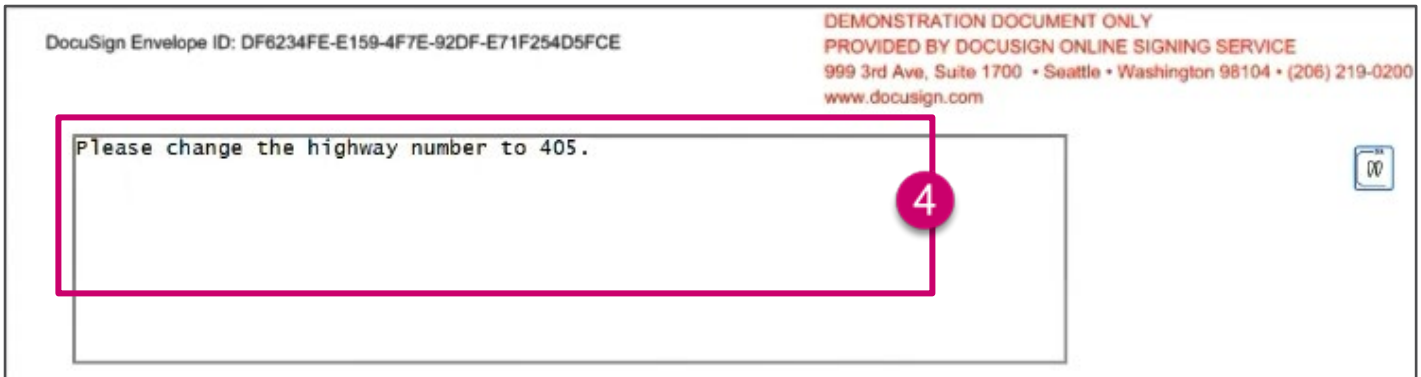 DocuSign Envelope ID: DF6234FE-E159-4F7E-92DF-E71F254D5FCE
DEMONSTRATION DOCUMENT ONLY
PROVIDED BY DOCUSIGN ONLINE SIGNING SERVICE
999 3rd Ave, Suite 1700 • Seattle • Washington 98104 • (206) 219-0200
www.docusign.com
Please change the highway number to 405.
4